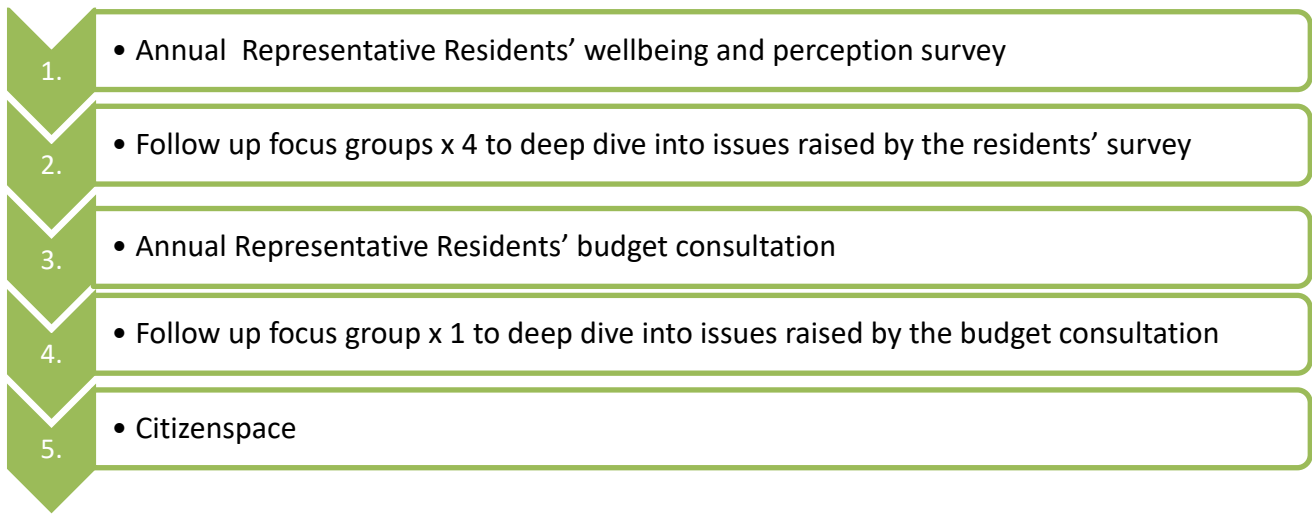 1.
• Annual  Representative Residents’ wellbeing and perception survey
2.
• Follow up focus groups x 4 to deep dive into issues raised by the residents’ survey
3.
• Annual Representative Residents’ budget consultation
4.
• Follow up focus group x 1 to deep dive into issues raised by the budget consultation
5.
• Citizenspace